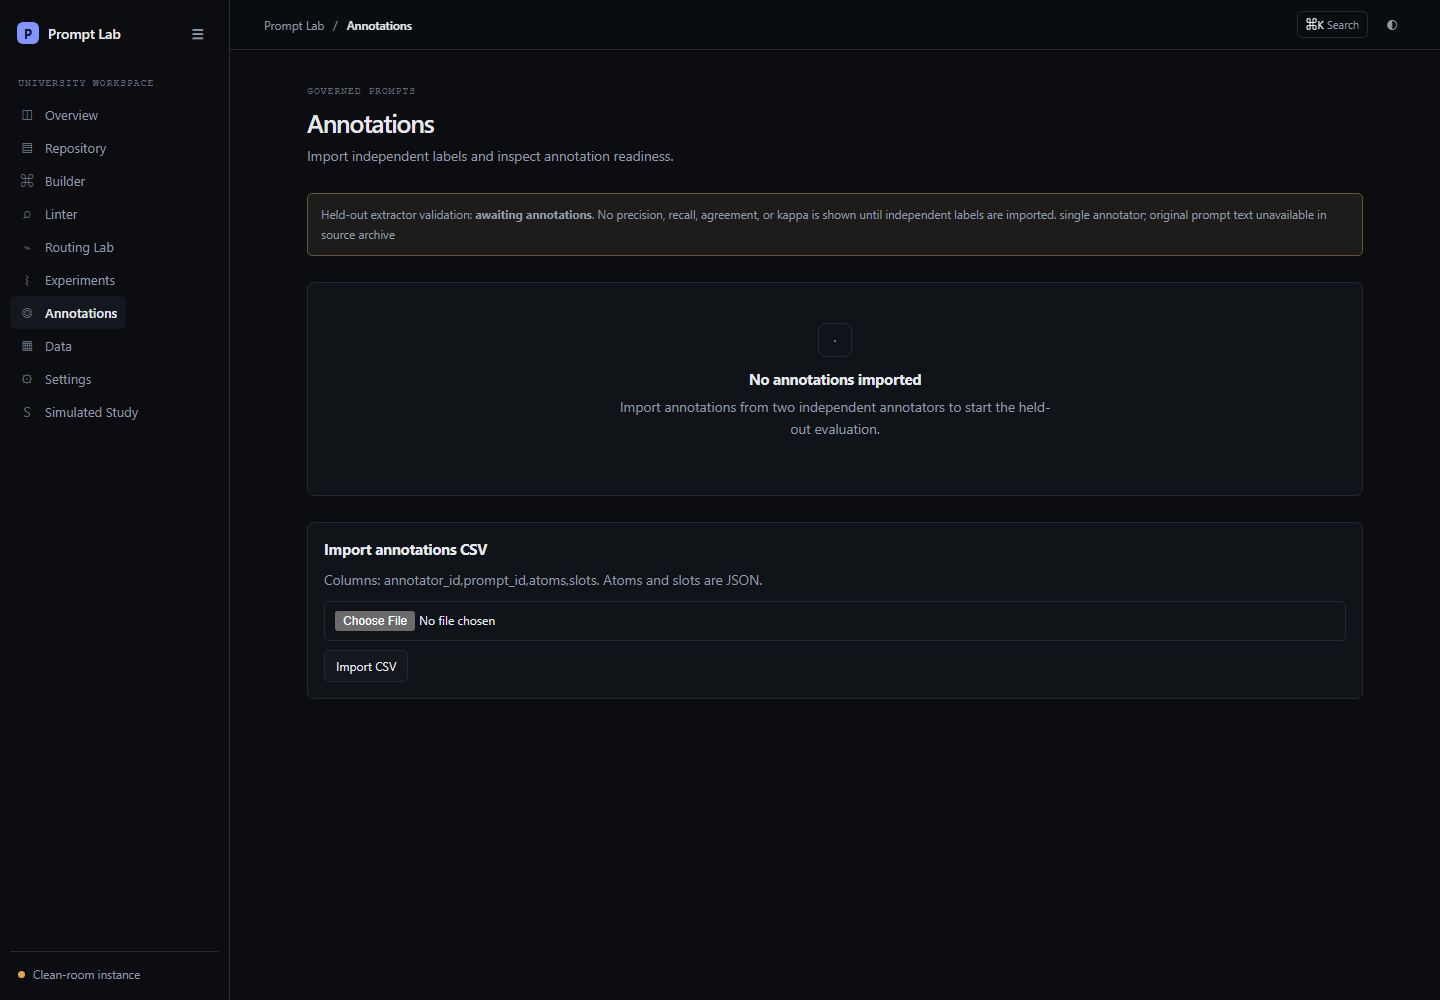 P Prompt Lab
Prompt Lab / Annotations
⌘K Search
UNIVERSITY WORKSPACE
Overview
Repository
Builder
Linter
Routing Lab
Experiments
Annotations
Data
Settings
S Simulated Study
Clean-room instance
GOVERNED PROMPTS
Annotations
Import independent labels and inspect annotation readiness.
Held-out extractor validation: awaiting annotations. No precision, recall, agreement, or kappa is shown until independent labels are imported. single annotator; original prompt text unavailable in
source archive
No annotations imported
Import annotations from two independent annotators to start the held-
out evaluation.
Import annotations CSV
Columns: annotator_id,prompt_id,atoms,slots. Atoms and slots are JSON.
Choose File No file chosen
Import CSV